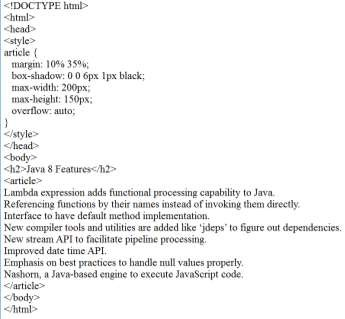 <!DOCTYPE html>
<html>
<head>
<style>
article {
margin: 10% 35%;
box-shadow: 0 0 6px 1px black;
max-width: 200px;
max-height: 150px;
overflow: auto;
}
</style>
</head>
<body>
<h2>Java 8 Features</h2>
<article>
Lambda expression adds functional processing capability to Java.
Referencing functions by their names instead of invoking them directly.
Interface to have default method implementation.
New compiler tools and utilities are added like ‘jdeps’ to figure out dependencies.
New stream API to facilitate pipeline processing.
Improved date time API.
Emphasis on best practices to handle null values properly.
Nashorn, a Java-based engine to execute JavaScript code.
</article>
</body>
</html>